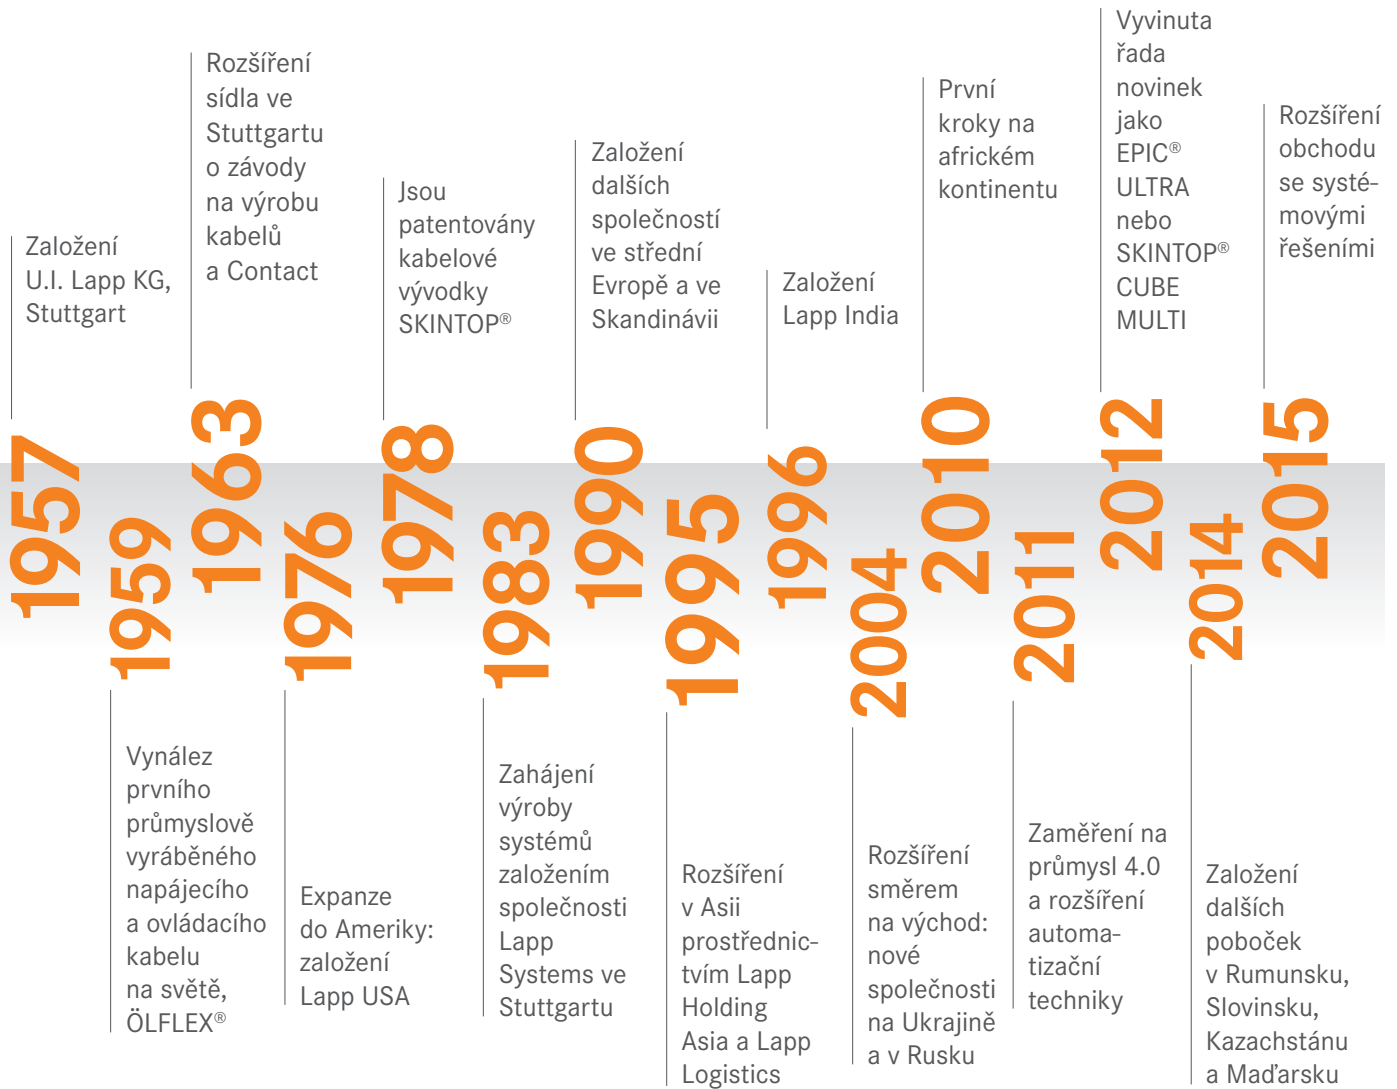 1957
Založení
U.I. Lapp KG,
Stuttgart
1959
Vynález
prvního
průmyslově
vyráběného
napájecího
a ovládacího
kabelu
na světě,
ÖLFLEX®
1963
Rozšíření
sídla ve
Stuttgartu
o závody
na výrobu
kabelů
a Contact
1976
Expanze
do Ameriky:
založení
Lapp USA
1978
Jsou
patentovány
kabelové
vývodky
SKINTOP®
1983
Zahájení
výroby
systémů
založením
společnosti
Lapp
Systems ve
Stuttgartu
1990
Založení
dalších
společností
ve střední
Evropě a ve
Skandinávii
1995
Rozšíření
v Asii
prostřednic-
tvím Lapp
Holding
Asia a Lapp
Logistics
1996
Založení
Lapp India
2004
Rozšíření
směrem
na východ:
nové
společnosti
na Ukrajině
a v Rusku
2010
První
kroky na
africkém
kontinentu
2011
Zaměření na
průmysl 4.0
a rozšíření
automa-
tizační
techniky
2012
Vyvinuta
řada
novinek
jako
EPIC®
ULTRA
nebo
SKINTOP®
CUBE
MULTI
2014
Založení
dalších
poboček
v Rumunsku,
Slovinsku,
Kazachstánu
a Maďarsku
2015
Rozšíření
obchodu
se systé-
movými
řešeními